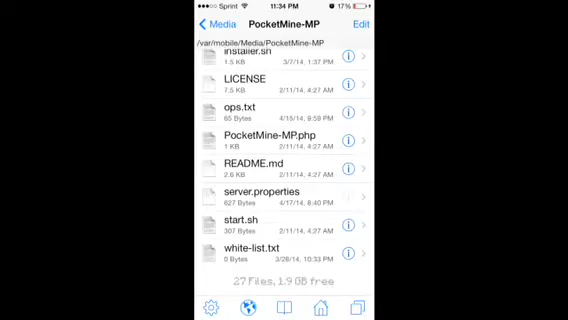 Sprint 11:34 PM 17%
Media PocketMine-MP Edit
/var/mobile/Media/PocketMine-MP
installer.sh
1.5 KB 3/7/14, 1:37 PM
LICENSE
7.5 KB 2/11/14, 4:27 AM
ops.txt
65 Bytes 4/15/14, 9:59 PM
PocketMine-MP.php
1 KB 2/11/14, 4:27 AM
README.md
2.6 KB 2/11/14, 4:27 AM
server.properties
627 Bytes 4/17/14, 8:40 PM
start.sh
307 Bytes 2/11/14, 4:27 AM
white-list.txt
0 Bytes 3/28/14, 10:33 PM
27 Files, 1.9 GB free